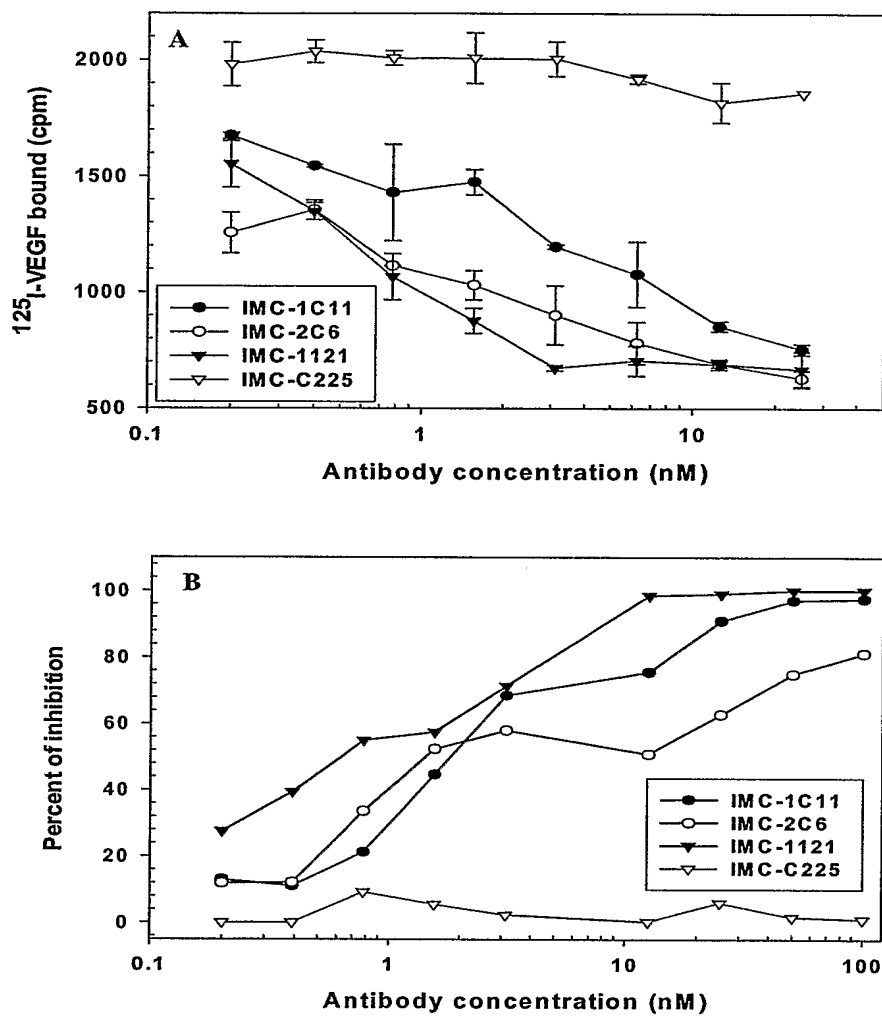 A
2000
1500
1000
500
125I-VEGF bound (cpm)
IMC-1C11
IMC-2C6
IMC-1121
IMC-C225
0.1
1
10
Antibody concentration (nM)
B
100
80
60
40
20
0
Percent of inhibition
IMC-1C11
IMC-2C6
IMC-1121
IMC-C225
0.1
1
10
100
Antibody concentration (nM)